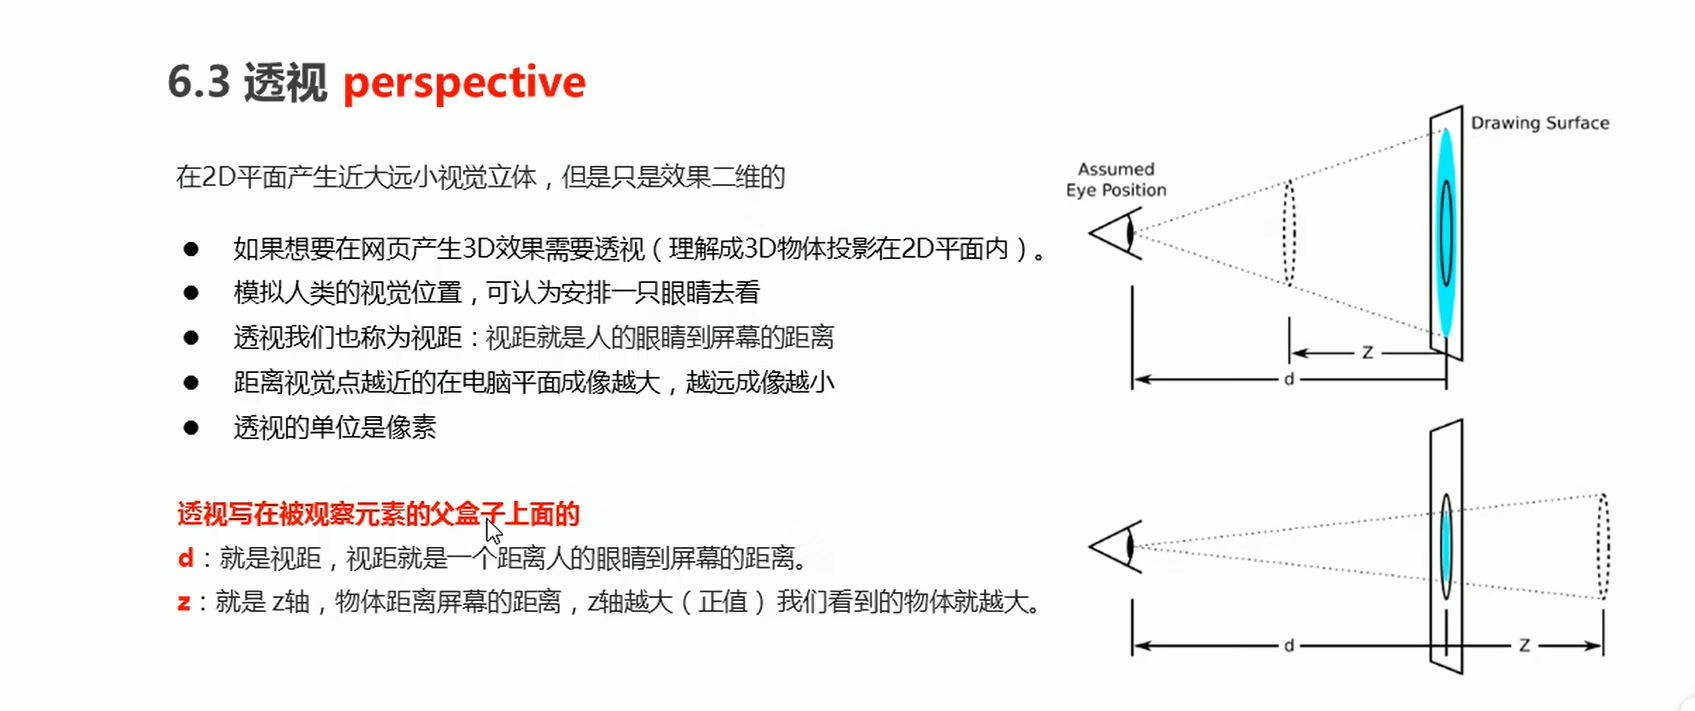 6.3 透视 perspective
在2D平面产生近大远小视觉立体，但是只是效果二维的
● 如果想要在网页产生3D效果需要透视（理解成3D物体投影在2D平面内）。
● 模拟人类的视觉位置，可认为安排一只眼睛去看
● 透视我们也称为视距：视距就是人的眼睛到屏幕的距离
● 距离视觉点越近的在电脑平面成像越大，越远成像越小
● 透视的单位是像素
透视写在被观察元素的父盒子上面的
d：就是视距，视距就是一个距离人的眼睛到屏幕的距离。
z：就是 z轴，物体距离屏幕的距离，z轴越大（正值） 我们看到的物体就越大。
Drawing Surface
Assumed
Eye Position
Z
d
d
Z